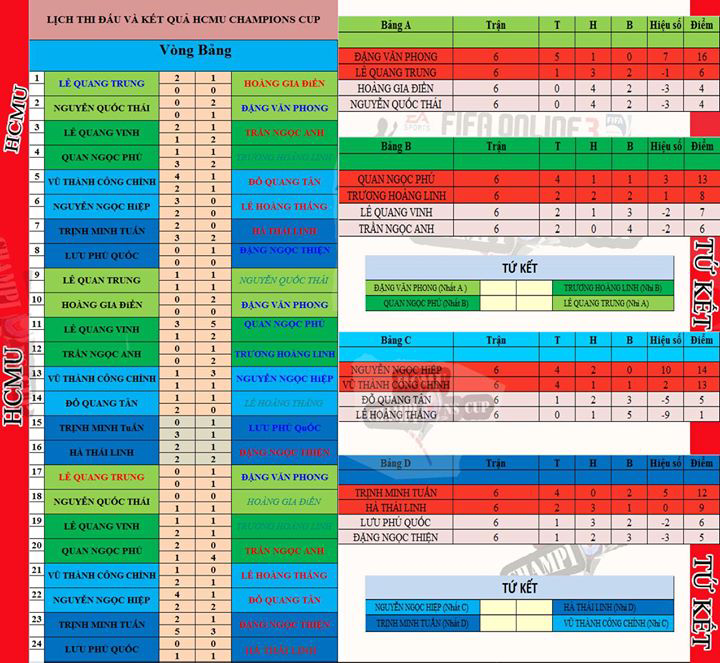 LỊCH THI ĐẤU VÀ KẾT QUẢ HCMU CHAMPIONS CUP
Vòng Bảng
1 LÊ QUANG TRUNG 2 1 HOÀNG GIA ĐIỀN
0 0
2 NGUYỄN QUỐC THÁI 0 2 ĐẶNG VĂN PHONG
0 1
3 LÊ QUANG VINH 2 1 TRẦN NGỌC ANH
1 2
4 QUAN NGỌC PHÚ 1 1 TRƯƠNG HOÀNG LINH
3 2
5 VŨ THÀNH CÔNG CHÍNH 4 1 ĐỖ QUANG TÂN
2 1
6 NGUYỄN NGỌC HiỆP 3 0 LÊ HOÀNG THẮNG
2 0
7 TRỊNH MINH TUẤN 2 0 HÀ THÁI LINH
3 2
8 LƯU PHÚ QUỐC 0 1 ĐẶNG NGỌC THIỆN
0 0
9 LÊ QUAN TRUNG 1 1 NGUYỄN QUỐC THÁI
1 1
10 HOÀNG GIA ĐiỀN 0 2 ĐẶNG VĂN PHONG
0 0
11 LÊ QUANG VINH 3 5 QUAN NGỌC PHÚ
1 2
12 TRẦN NGỌC ANH 1 0 TRƯƠNG HOÀNG LINH
0 2
13 VŨ THÀNH CÔNG CHÍNH 1 3 NGUYỄN NGỌC HiỆP
1 1
14 ĐỖ QUANG TÂN 1 1 LÊ HOÀNG THẮNG
2 0
15 TRỊNH MINH TuẤN 0 1 LƯU PHÚ QuỐC
3 1
16 HÀ THÁI LINH 2 1 ĐẶNG NGỌC THIỆN
2 2
17 LÊ QUANG TRUNG 0 1 ĐẶNG VĂN PHONG
1 1
18 NGUYỄN QUỐC THÁI 0 0 HOÀNG GIA ĐIỀN
1 1
19 LÊ QUANG VINH 1 1 TRƯƠNG HOÀNG LINH
2 1
20 QUAN NGỌC PHÚ 2 0 TRẦN NGỌC ANH
1 4
21 VŨ THÀNH CÔNG CHÍNH 1 0 LÊ HOÀNG THẮNG
2 1
22 NGUYỄN NGỌC HIỆP 4 1 ĐỖ QUANG TÂN
2 2
23 TRỊNH MINH TUẤN 2 1 ĐẶNG NGỌC THIỆN
5 3
24 LƯU PHÚ QUỐC 0 0 HÀ THÁI LINH
1 1
Bảng A Trận T H B Hiệu số Điểm
ĐẶNG VĂN PHONG 6 5 1 0 7 16
LÊ QUANG TRUNG 6 1 3 2 -1 6
HOÀNG GIA ĐIỀN 6 0 4 2 -3 4
NGUYỄN QUỐC THÁI 6 0 4 2 -3 4
EA SPORTS FIFA ONLINE 3 FIFA
Bảng B Trận T H B Hiệu số Điểm
QUAN NGỌC PHÚ 6 4 1 1 3 13
TRƯƠNG HOÀNG LINH 6 2 2 2 1 8
LÊ QUANG VINH 6 2 1 3 -2 7
TRẦN NGỌC ANH 6 2 0 4 -2 6
TỨ KẾT
ĐẶNG VĂN PHONG (Nhất A ) TRƯƠNG HOÀNG LINH (Nhì B)
QUAN NGỌC PHÚ (Nhất B) LÊ QUANG TRUNG (Nhì A)
Bảng C Trận T H B Hiệu số Điểm
NGUYỄN NGỌC HiỆP 6 4 2 0 10 14
VŨ THÀNH CÔNG CHÍNH 6 4 1 1 2 13
ĐỖ QUANG TÂN 6 1 2 3 -5 5
LÊ HOÀNG THẮNG 6 0 1 5 -9 1
Bảng D Trận T H B Hiệu số Điểm
TRỊNH MINH TUẤN 6 4 0 2 5 12
HÀ THÁI LINH 6 2 3 1 0 9
LƯU PHÚ QUỐC 6 1 3 2 -2 6
ĐẶNG NGỌC THIỆN 6 1 2 3 -3 5
TỨ KẾT
NGUYỄN NGỌC HIỆP (Nhất C) HÀ THÁI LINH (Nhì D)
TRỊNH MINH TUẤN (Nhất D) VŨ THÀNH CÔNG CHÍNH (Nhì C)
HCMU
HCMU
TỨ KẾT
TỨ KẾT